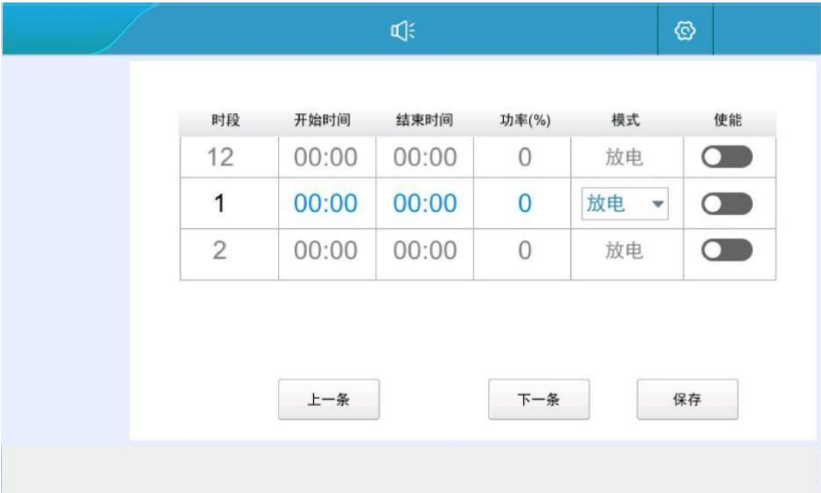 时段 开始时间 结束时间 功率(%) 模式 使能
12 00:00 00:00 0 放电
1 00:00 00:00 0 放电
2 00:00 00:00 0 放电
上一条 下一条 保存